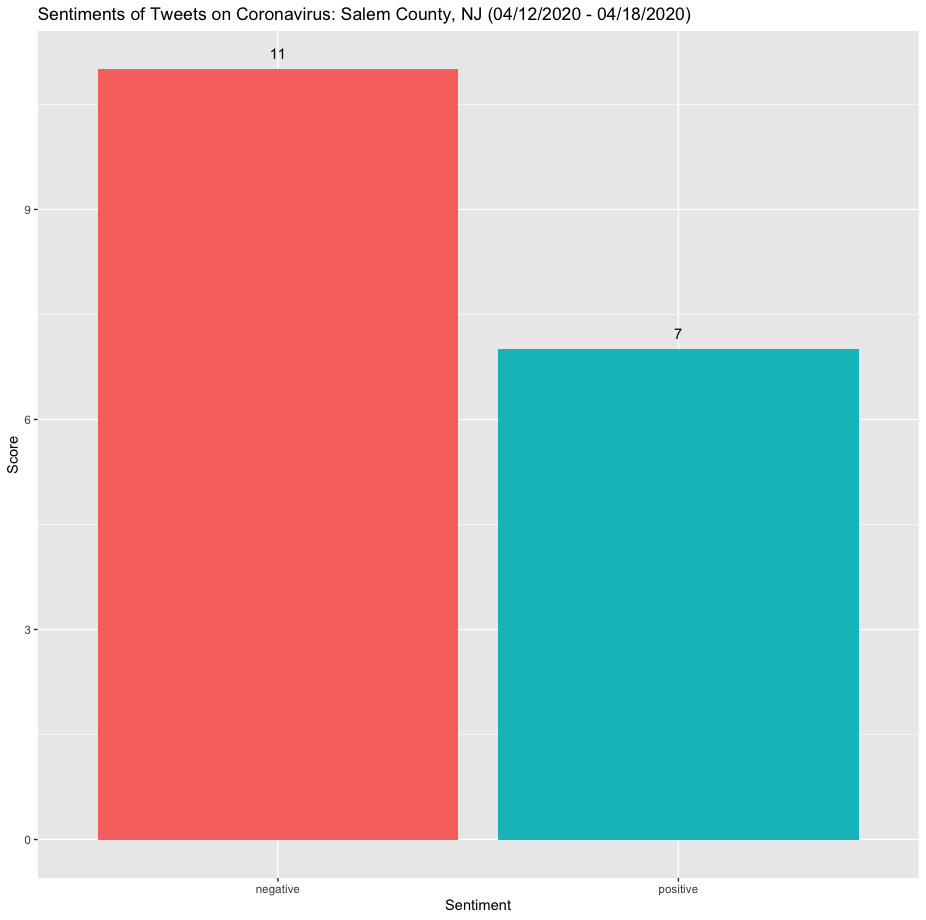 Sentiments of Tweets on Coronavirus: Salem County, NJ (04/12/2020 - 04/18/2020)
11
9
7
6
Score
3
0
negative
positive
Sentiment